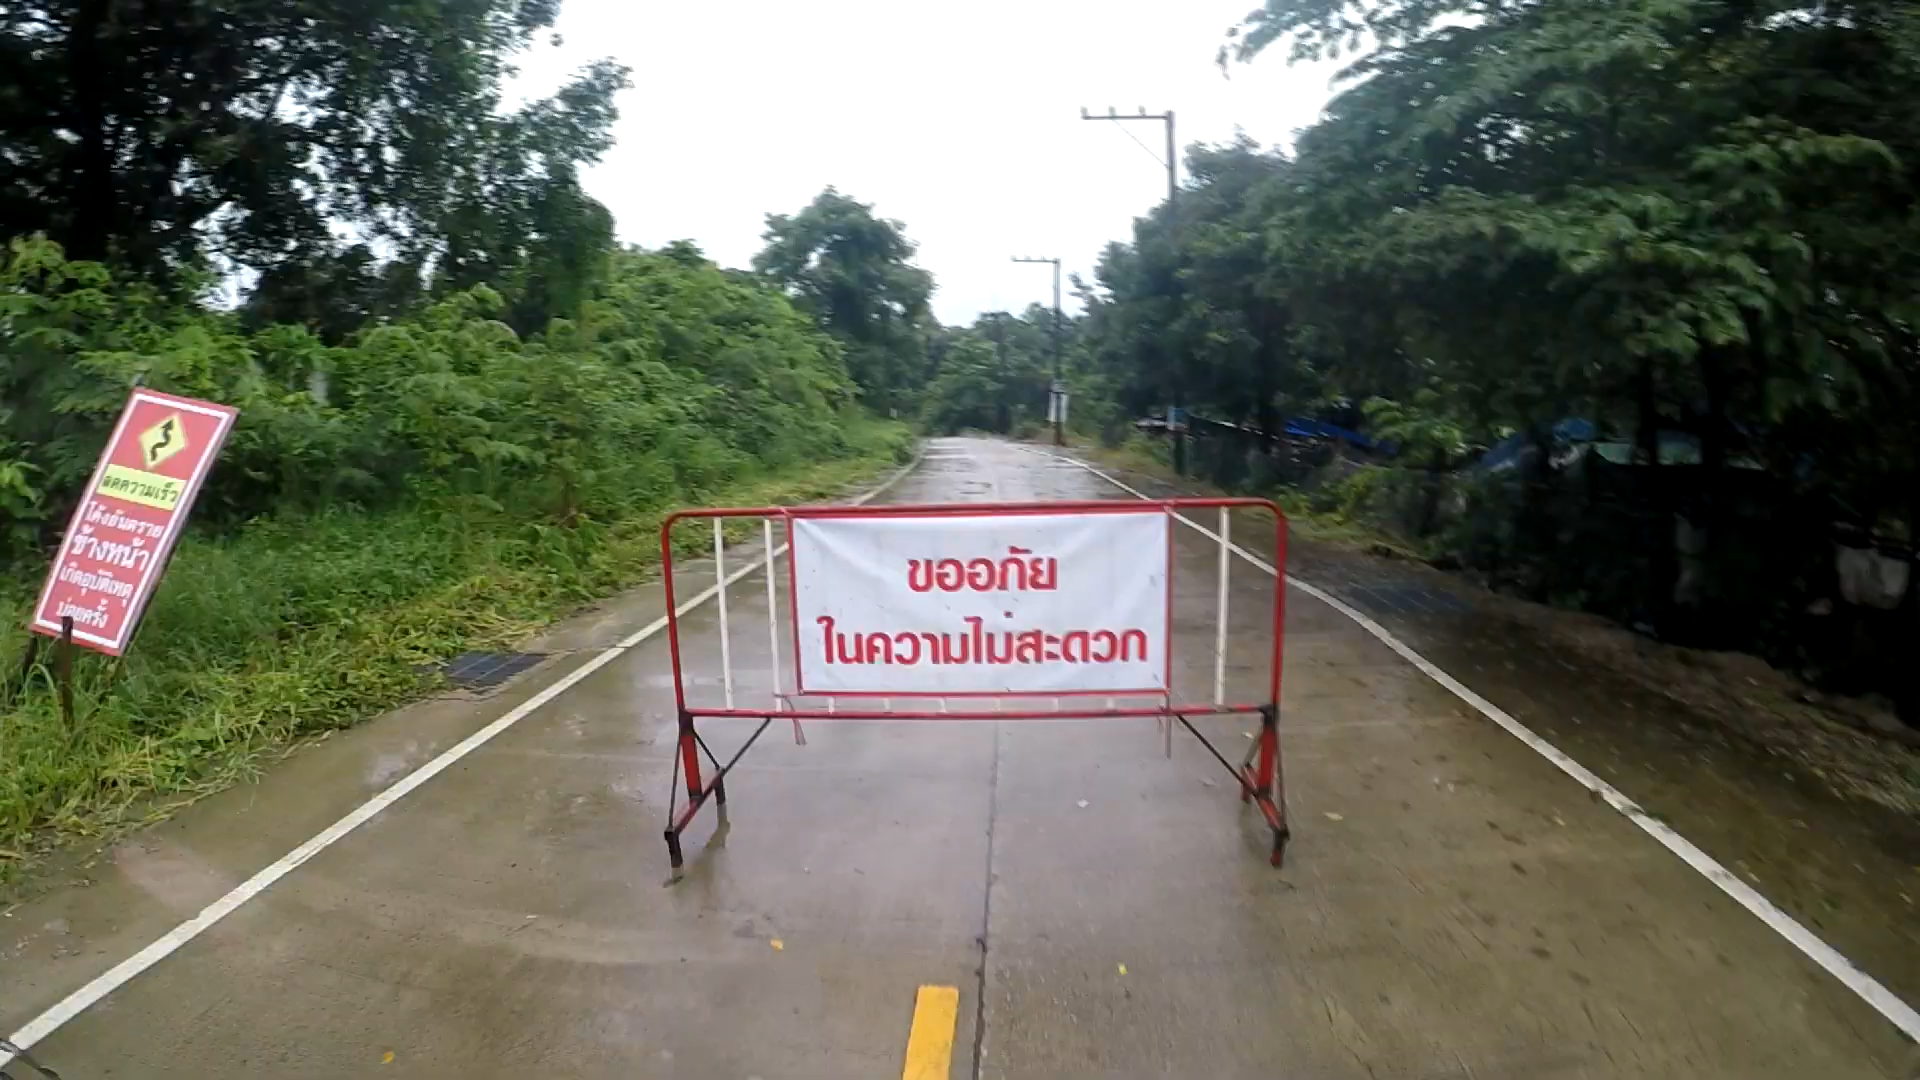 ลดความเร็ว
โค้งอันตราย
ข้างหน้า
เกิดอุบัติเหตุ
บ่อยครั้ง
ขออภัย
ในความไม่สะดวก